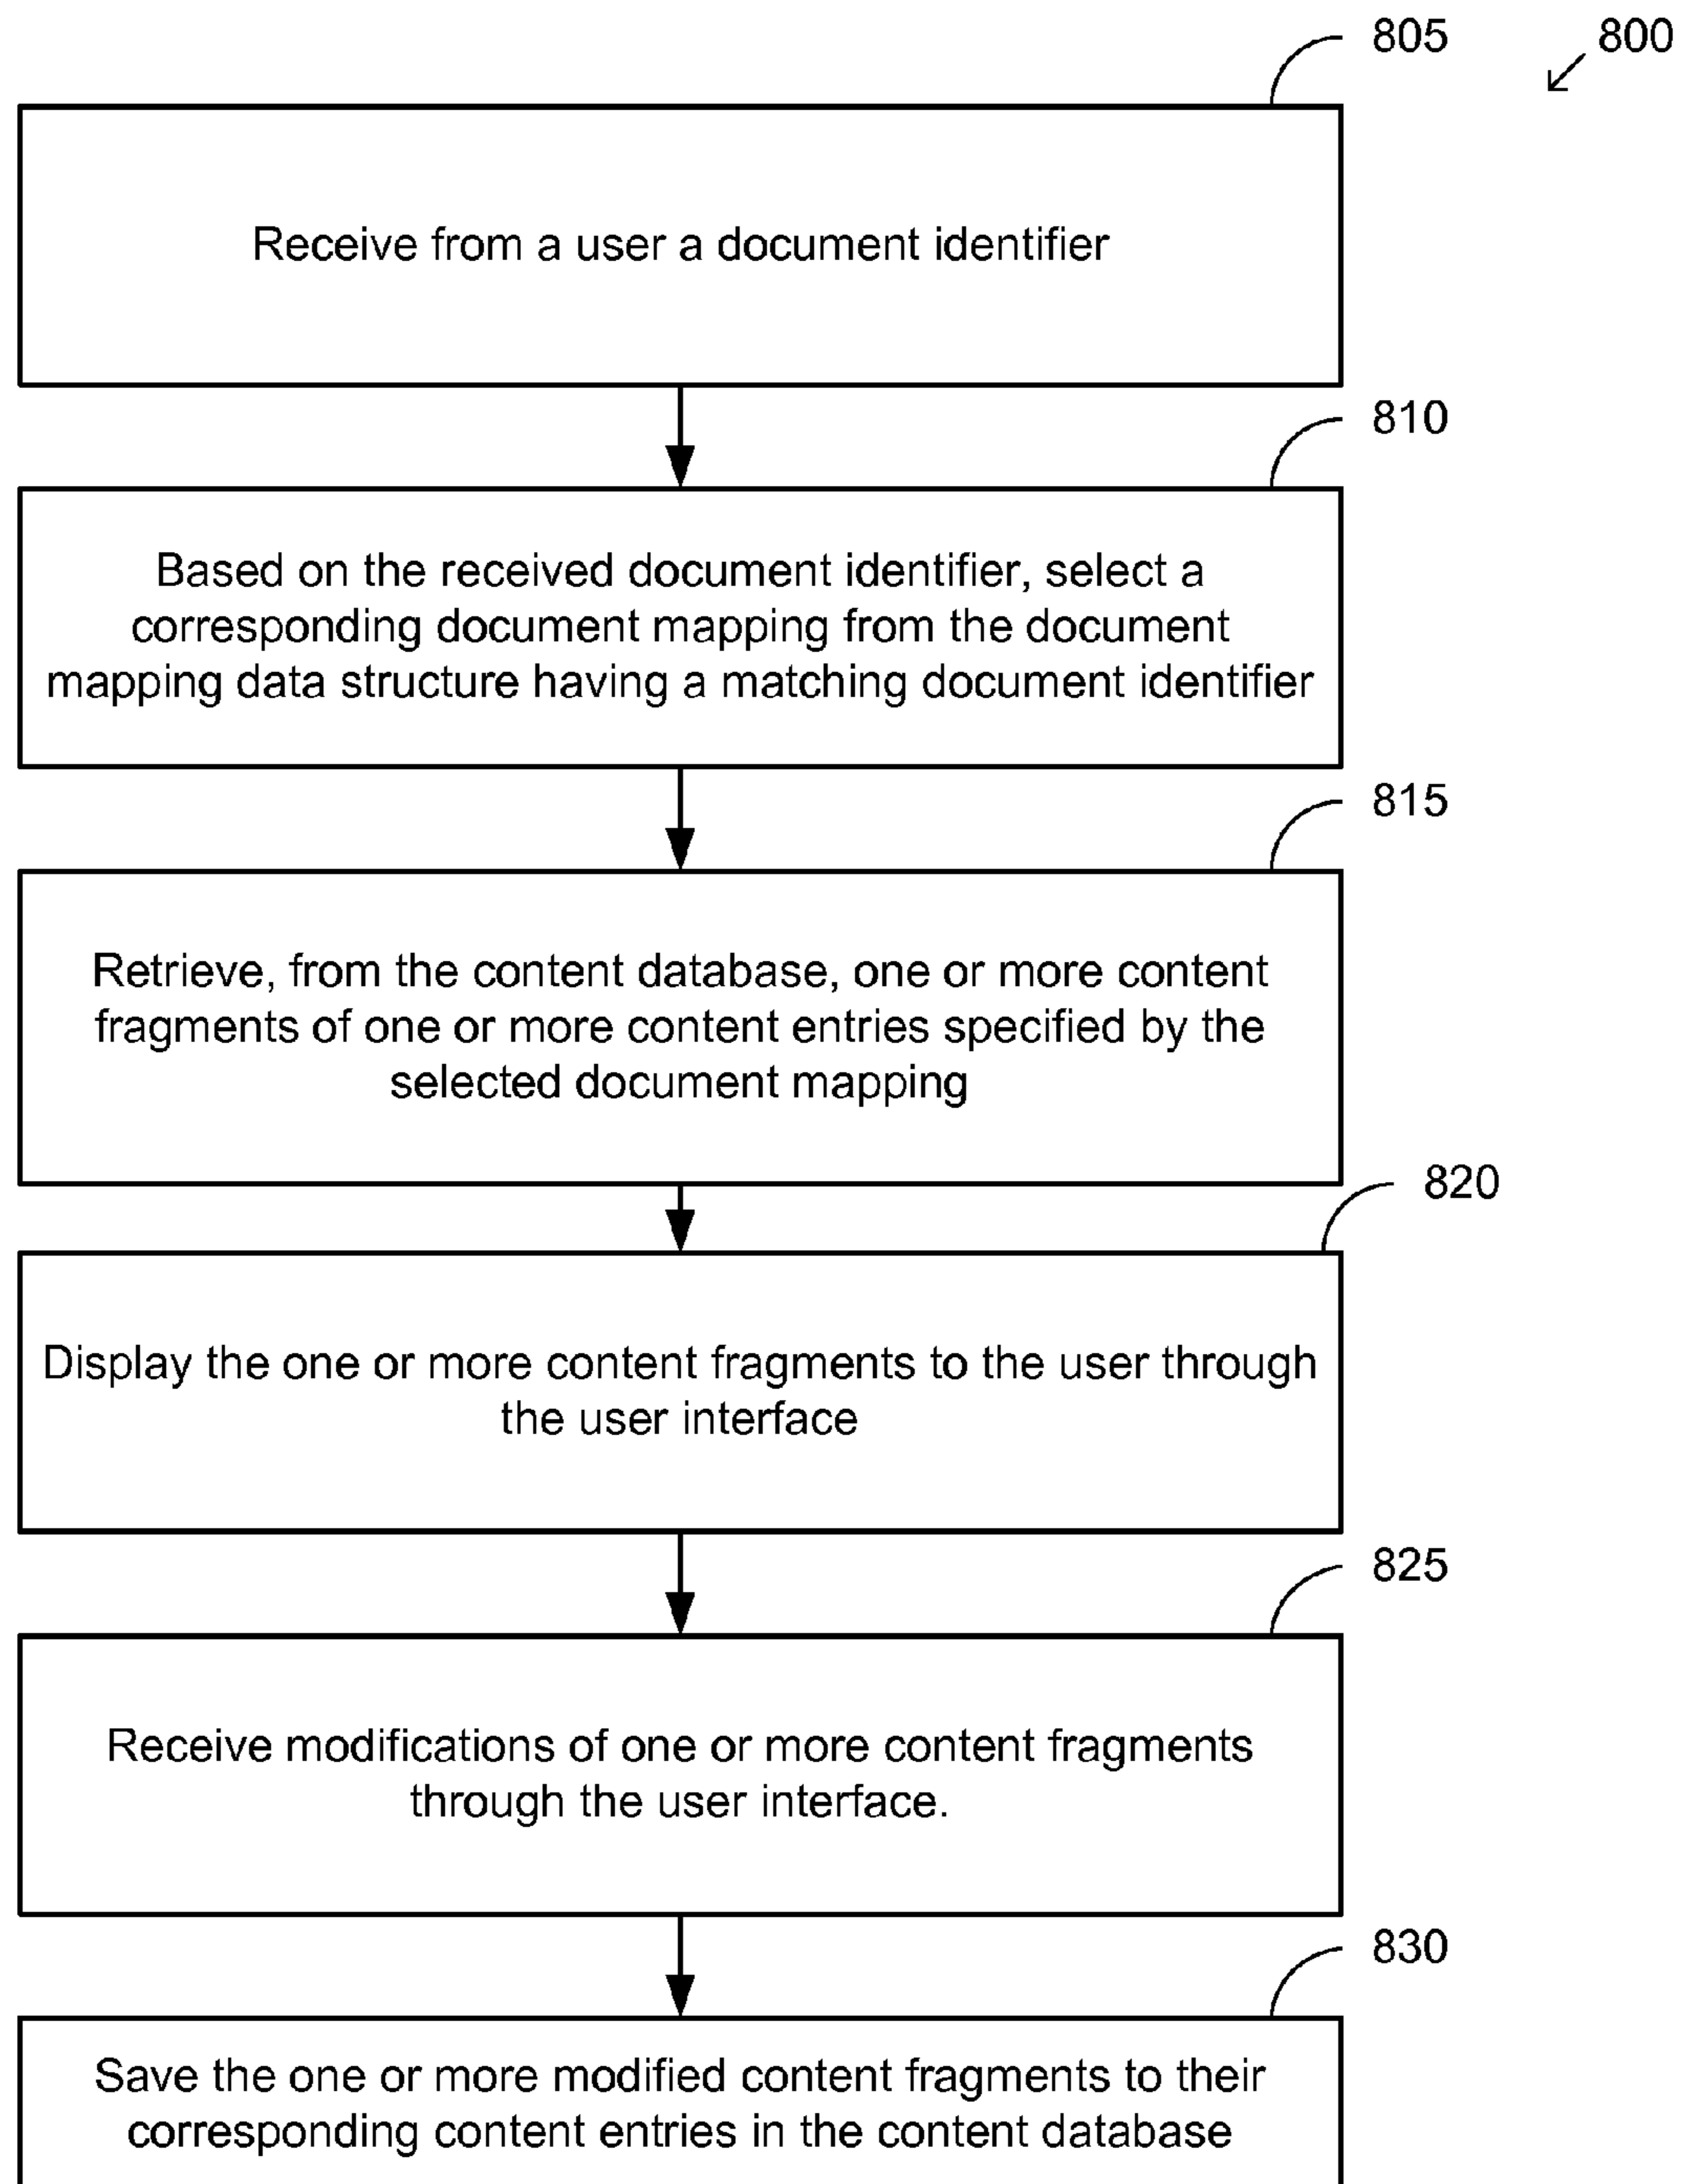 805
800
Receive from a user a document identifier
810
Based on the received document identifier, select a
corresponding document mapping from the document
mapping data structure having a matching document identifier
815
Retrieve, from the content database, one or more content
fragments of one or more content entries specified by the
selected document mapping
820
Display the one or more content fragments to the user through
the user interface
825
Receive modifications of one or more content fragments
through the user interface.
830
Save the one or more modified content fragments to their
corresponding content entries in the content database